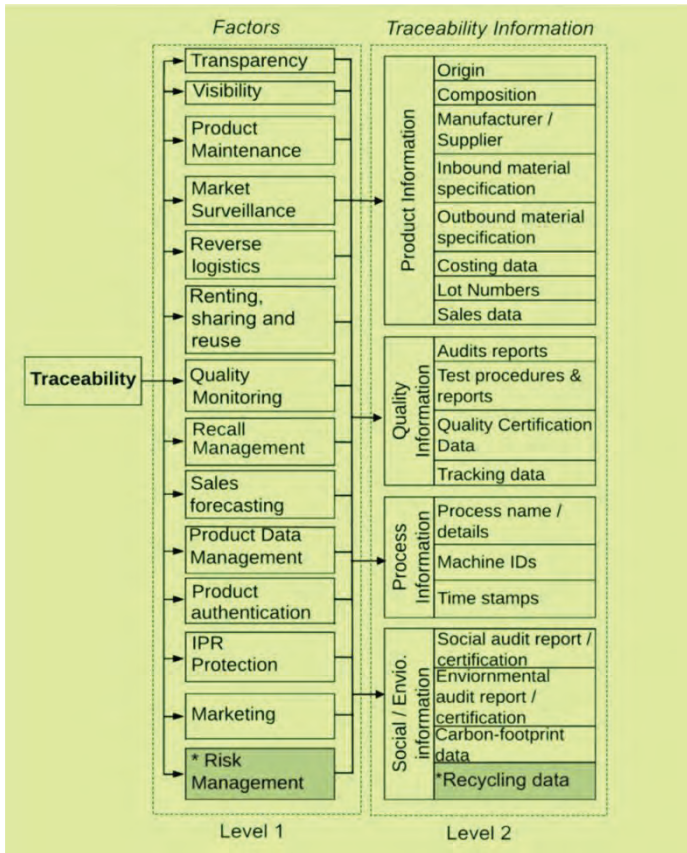 Factors
Traceability Information
Traceability
Transparency
Visibility
Product
Maintenance
Market
Surveillance
Reverse
logistics
Renting,
sharing and
reuse
Quality
Monitoring
Recall
Management
Sales
forecasting
Product Data
Management
Product
authentication
IPR
Protection
Marketing
* Risk
Management
Level 1
Product Information
Origin
Composition
Manufacturer /
Supplier
Inbound material
specification
Outbound material
specification
Costing data
Lot Numbers
Sales data
Quality
Information
Audits reports
Test procedures &
reports
Quality Certification
Data
Tracking data
Process
Information
Process name /
details
Machine IDs
Time stamps
Social / Envio.
information
Social audit report /
certification
Enviornmental
audit report /
certification
Carbon-footprint
data
*Recycling data
Level 2